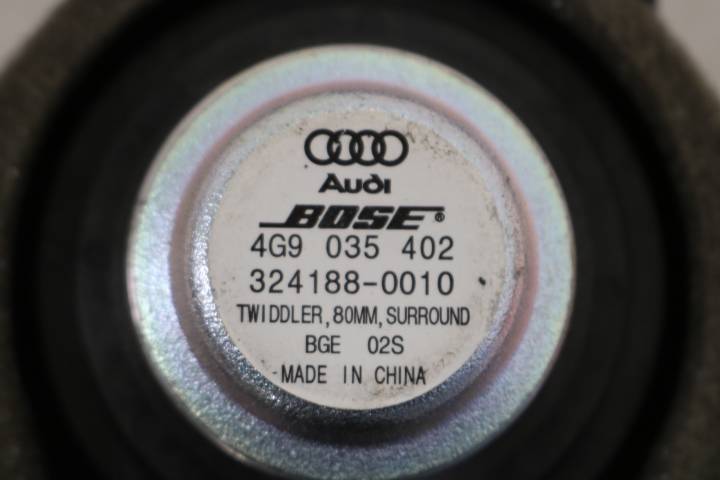 Audi
BOSE®
4G9 035 402
324188-0010
TWIDDLER, 80MM, SURROUND
BGE 02S
MADE IN CHINA